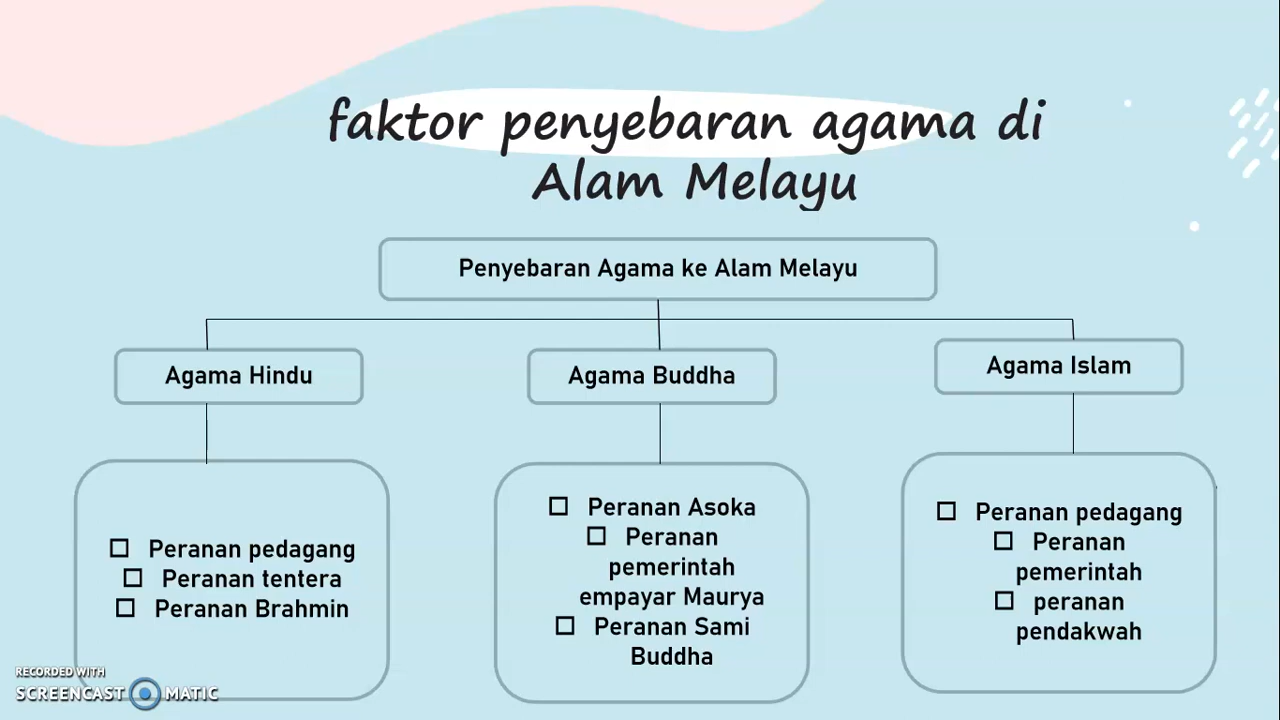 faktor penyebaran agama di
Alam Melayu
Penyebaran Agama ke Alam Melayu
Agama Hindu
Agama Buddha
Agama Islam
☐ Peranan pedagang
☐ Peranan tentera
☐ Peranan Brahmin
☐ Peranan Asoka
☐ Peranan
pemerintah
empayar Maurya
☐ Peranan Sami
Buddha
☐ Peranan pedagang
☐ Peranan
pemerintah
☐ peranan
pendakwah
RECORDED WITH
SCREENCAST MATIC